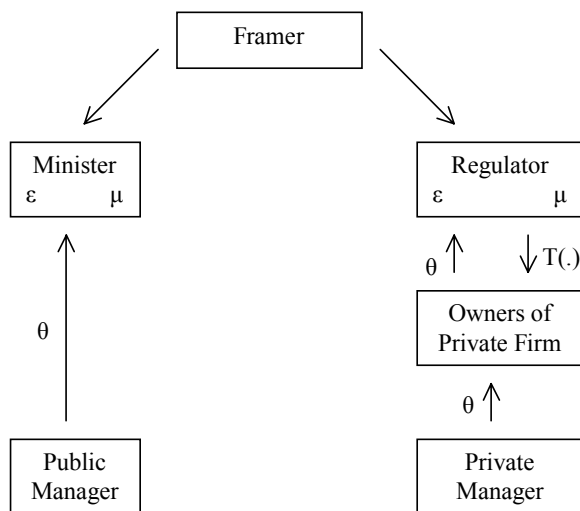 Framer
Minister
ε μ
Regulator
ε μ
θ
T(.)
θ
Owners of
Private Firm
θ
Public
Manager
Private
Manager